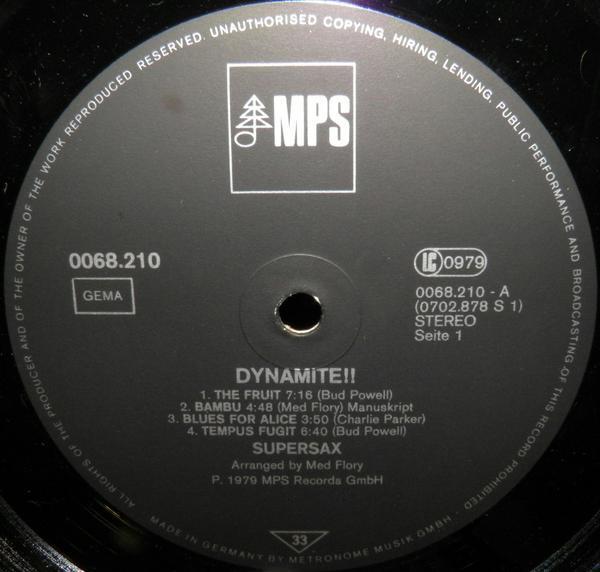 ALL RIGHTS OF THE PRODUCER AND OF THE OWNER OF THE WORK REPRODUCED RESERVED. UNAUTHORISED COPYING, HIRING, LENDING, PUBLIC PERFORMANCE AND BROADCASTING OF THIS RECORD PROHIBITED
MPS
0068.210
GEMA
LC 0979
0068.210 - A
(0702.878 S 1)
STEREO
Seite 1
DYNAMITE!!
1. THE FRUIT 7:16 (Bud Powell)
2. BAMBU 4:48 (Med Flory) Manuskript
3. BLUES FOR ALICE 3:50 (Charlie Parker)
4. TEMPUS FUGIT 6:40 (Bud Powell)
SUPERSAX
Arranged by Med Flory
P. 1979 MPS Records GmbH
33
MADE IN GERMANY BY METRONOME MUSIK GMBH